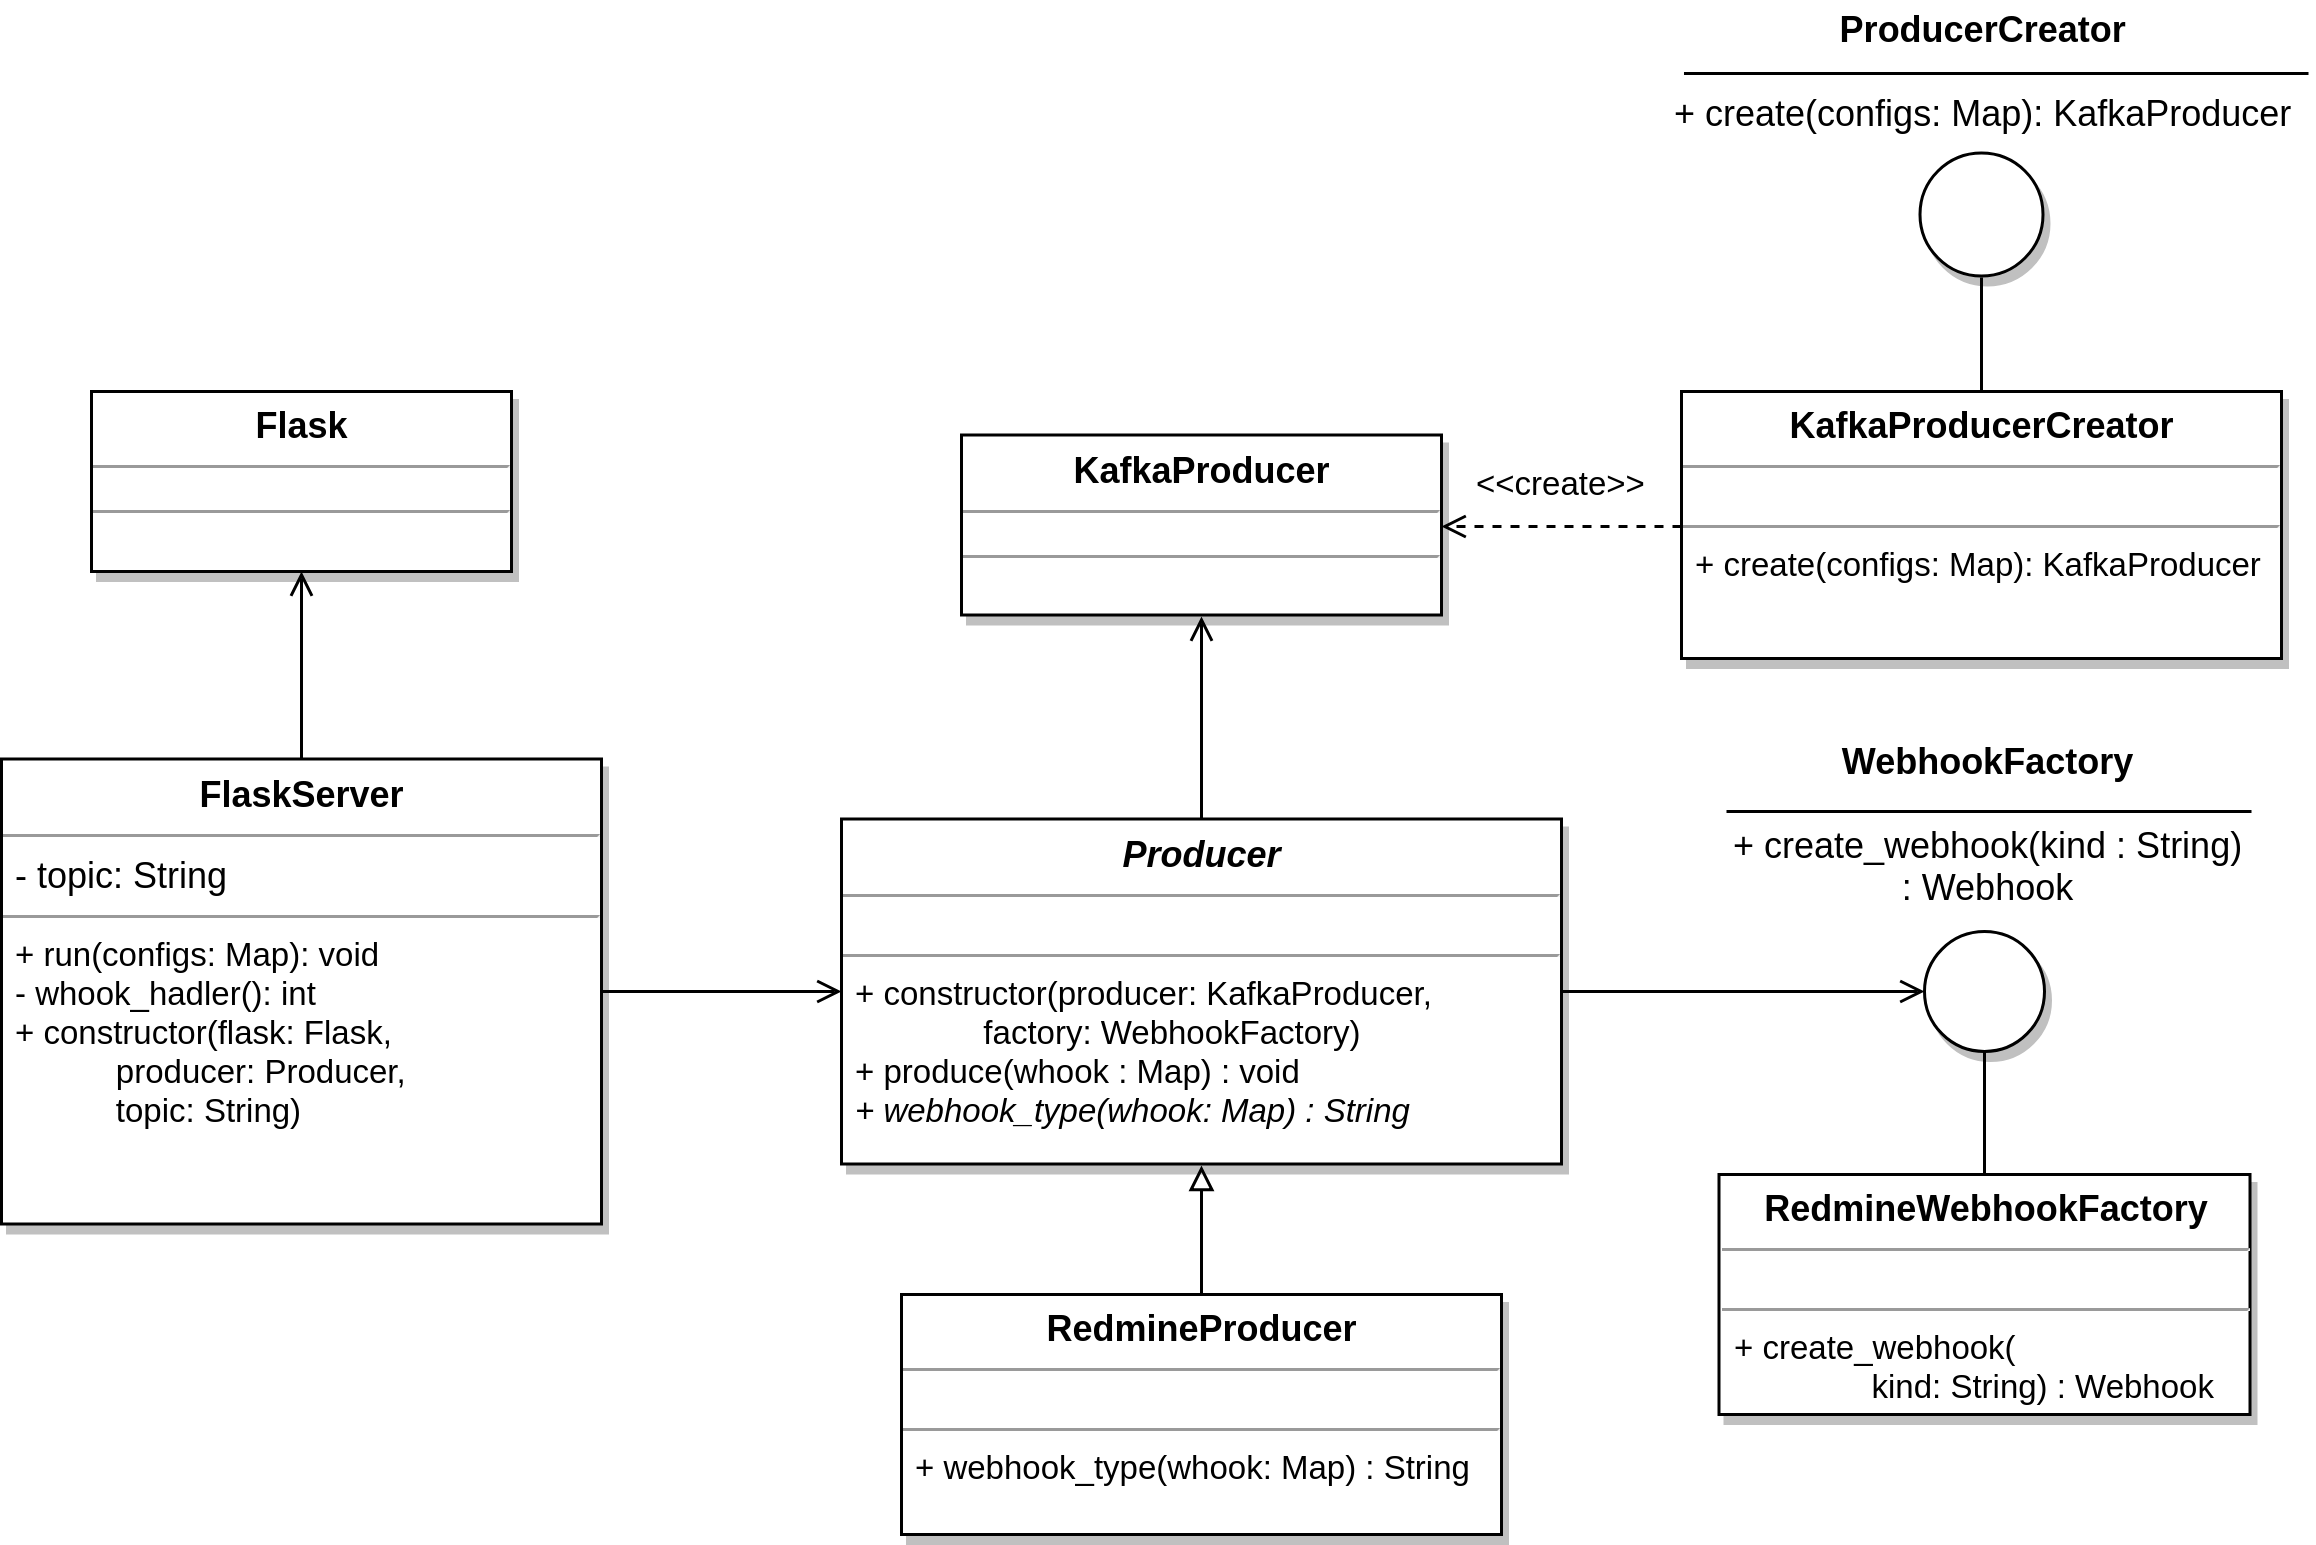 ProducerCreator
+ create(configs: Map): KafkaProducer
Flask
KafkaProducer
<<create>>
KafkaProducerCreator
+ create(configs: Map): KafkaProducer
FlaskServer
- topic: String
+ run(configs: Map): void
- whook_hadler(): int
+ constructor(flask: Flask,
producer: Producer,
topic: String)
Producer
+ constructor(producer: KafkaProducer,
factory: WebhookFactory)
+ produce(whook : Map) : void
+ webhook_type(whook: Map) : String
WebhookFactory
+ create_webhook(kind : String)
: Webhook
RedmineProducer
+ webhook_type(whook: Map) : String
RedmineWebhookFactory
+ create_webhook(
kind: String) : Webhook